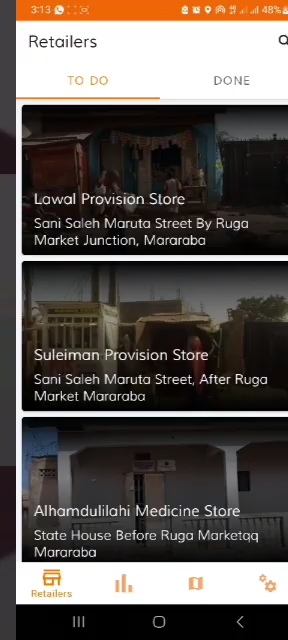 3:13 48%
Retailers
TO DO DONE
Lawal Provision Store
Sani Saleh Maruta Street By Ruga
Market Junction, Mararaba
Suleiman Provision Store
Sani Saleh Maruta Street, After Ruga
Market Mararaba
Alhamdulilahi Medicine Store
State House Before Ruga Marketqq
Mararaba
Retailers